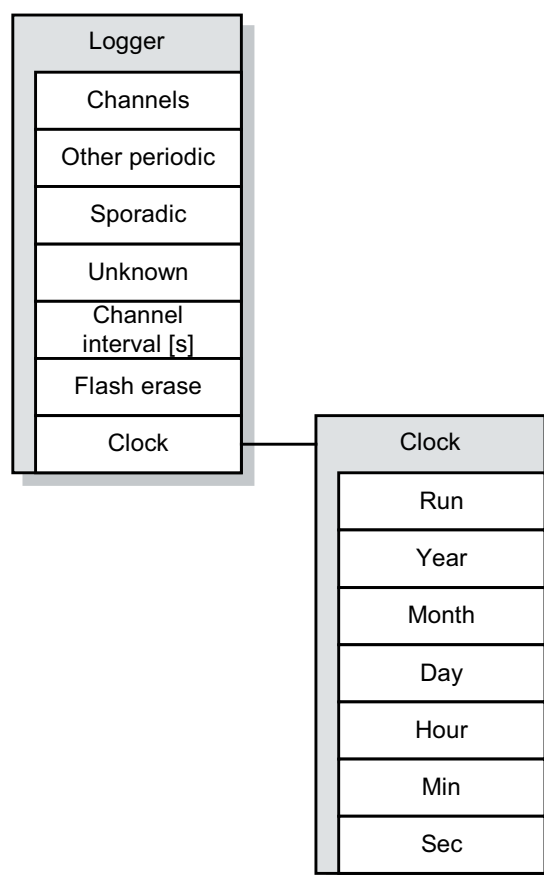 Logger
Channels
Other periodic
Sporadic
Unknown
Channel
interval [s]
Flash erase
Clock
Clock
Run
Year
Month
Day
Hour
Min
Sec